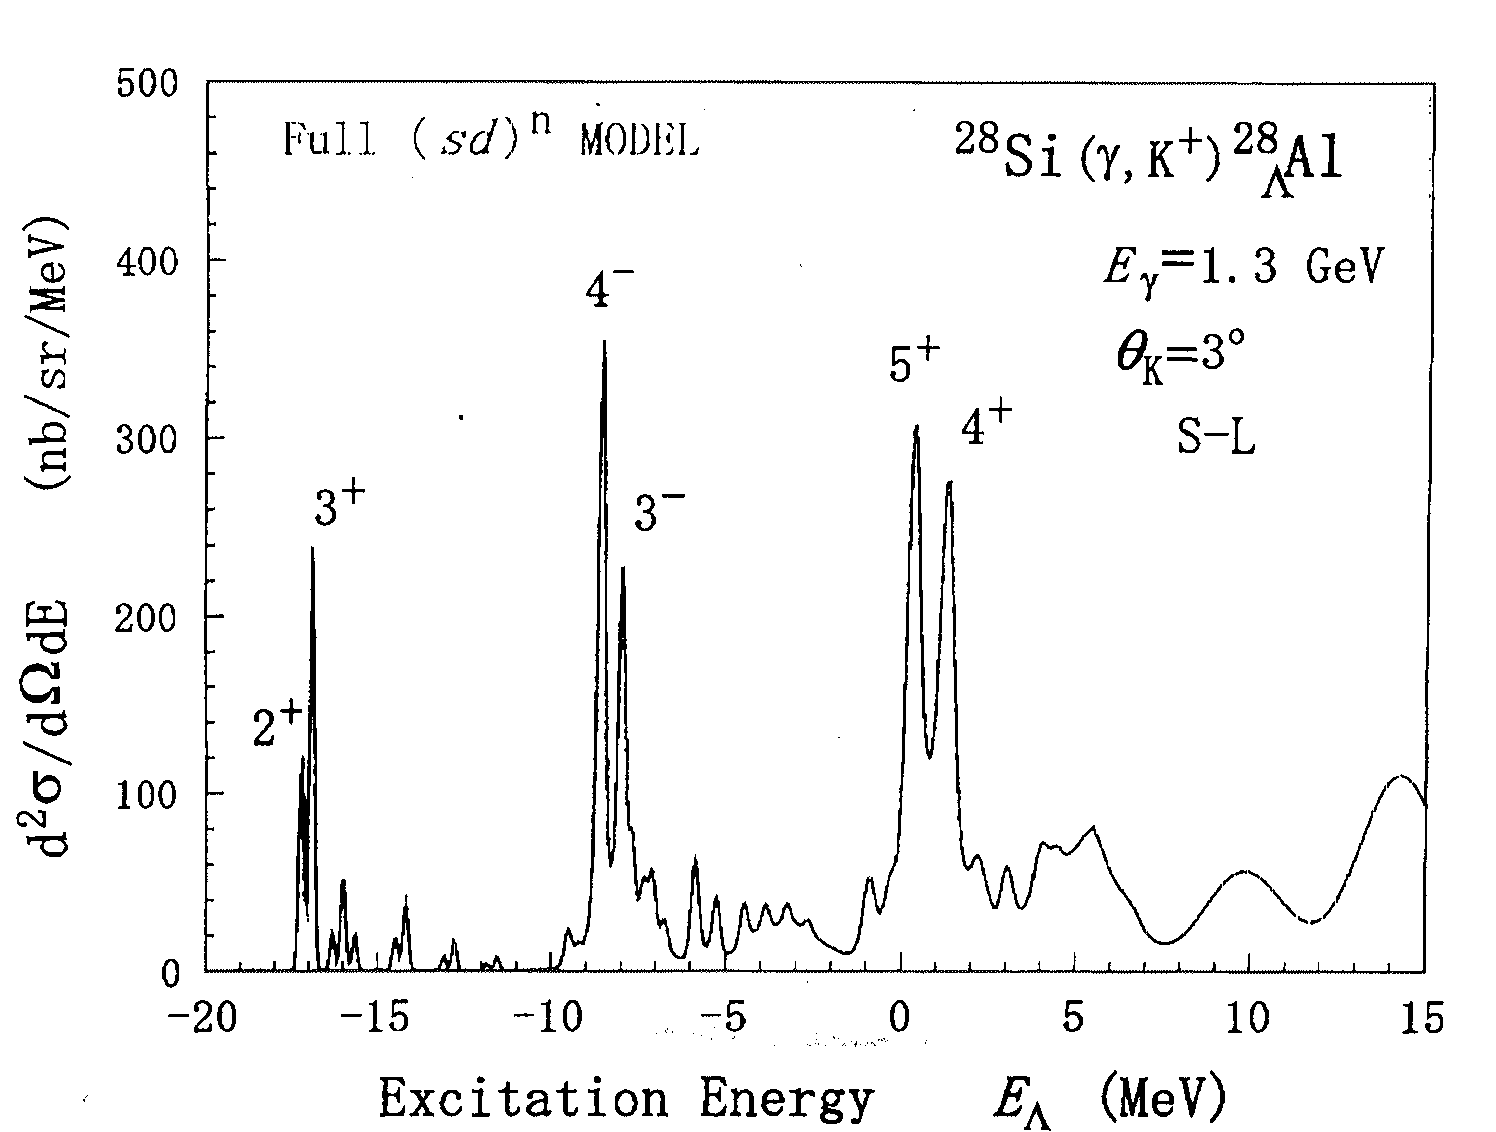 Full (sd)ⁿ MODEL
²⁸Si(γ,K⁺)²⁸ΛAl
Eγ=1.3 GeV
θK=3°
S-L
d²σ/dΩdE (nb/sr/MeV)
500
400
300
200
100
0
2⁺
3⁺
4⁻
3⁻
5⁺
4⁺
-20 -15 -10 -5 0 5 10 15
Excitation Energy EΛ (MeV)